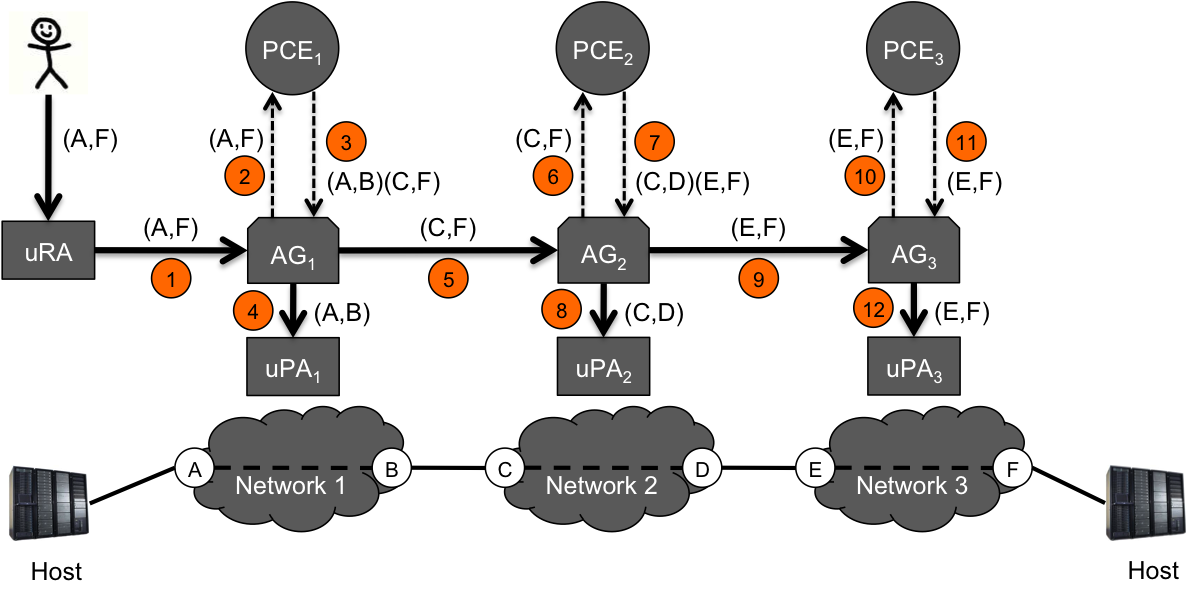 PCE1
PCE2
PCE3
(A,F)
(A,F)
3
(C,F)
7
(E,F)
11
2
(A,B)(C,F)
6
(C,D)(E,F)
10
(E,F)
uRA
(A,F)
AG1
(C,F)
AG2
(E,F)
AG3
1
5
9
4
(A,B)
8
(C,D)
12
(E,F)
uPA1
uPA2
uPA3
A
B
C
D
E
F
Network 1
Network 2
Network 3
Host
Host